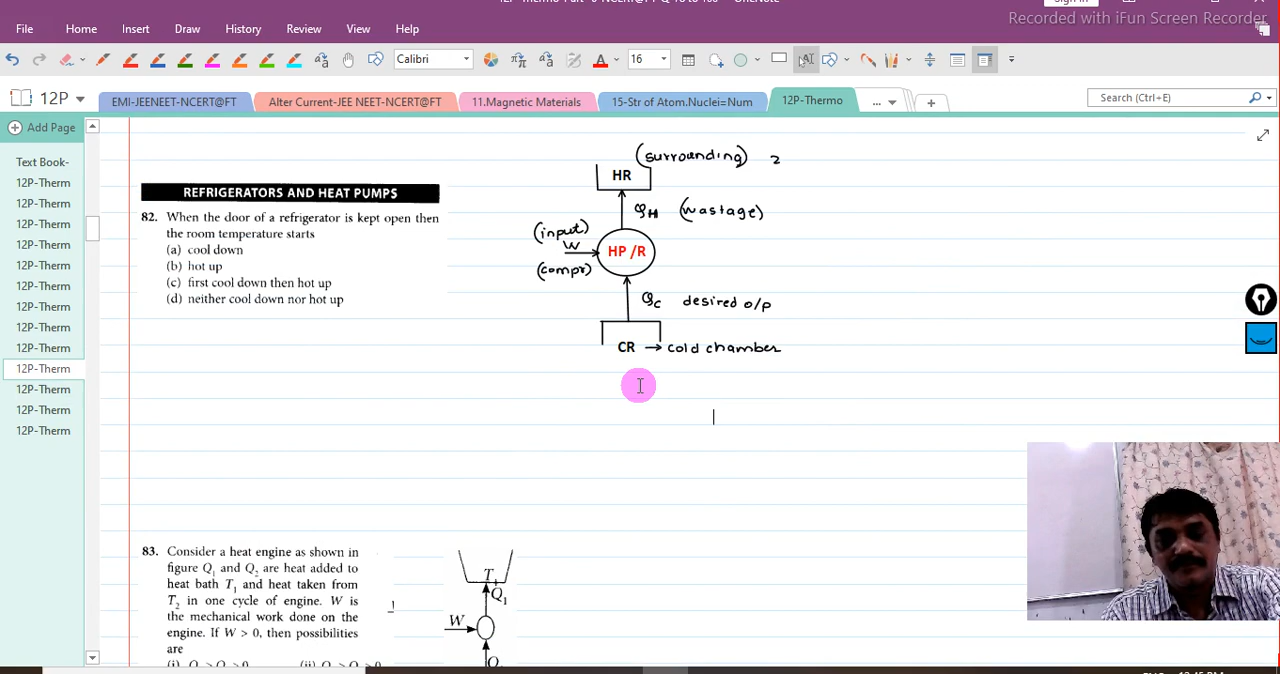 Recorded with iFun Screen Recorder
File Home Insert Draw History Review View Help
Calibri 16
12P EMI-JEENEET-NCERT@FT Alter Current-JEE NEET-NCERT@FT 11.Magnetic Materials 15-Str of Atom.Nuclei=Num 12P-Thermo ... Search (Ctrl+E)
Add Page
Text Book-
12P-Therm
12P-Therm
12P-Therm
12P-Therm
12P-Therm
12P-Therm
12P-Therm
12P-Therm
12P-Therm
12P-Therm
12P-Therm
12P-Therm
12P-Therm
REFRIGERATORS AND HEAT PUMPS
82. When the door of a refrigerator is kept open then
the room temperature starts
(a) cool down
(b) hot up
(c) first cool down then hot up
(d) neither cool down nor hot up
(surrounding) 2
HR
QH (wastage)
(input)
W
HP /R
(compr)
QC desired o/p
CR → cold chamber
83. Consider a heat engine as shown in
figure Q1 and Q2 are heat added to
heat bath T1 and heat taken from
T2 in one cycle of engine. W is
the mechanical work done on the
engine. If W > 0, then possibilities
are
T1
Q1
W